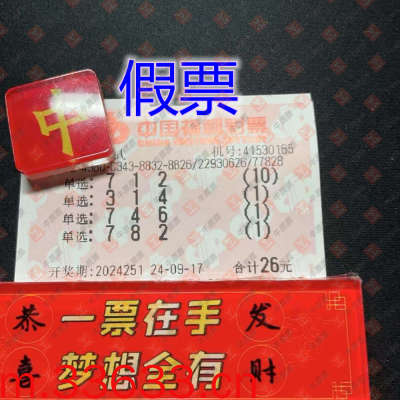 假票
中
中国福利彩票
机号:41530155
8832-8826/22930626/77828
单选:7 1 2 (10)
单选:3 1 4 (1)
单选:7 4 6 (1)
单选:7 8 2 (1)
开奖期:2024251 24-09-17 合计26元
恭 一票在手 发
喜 梦想全有 财